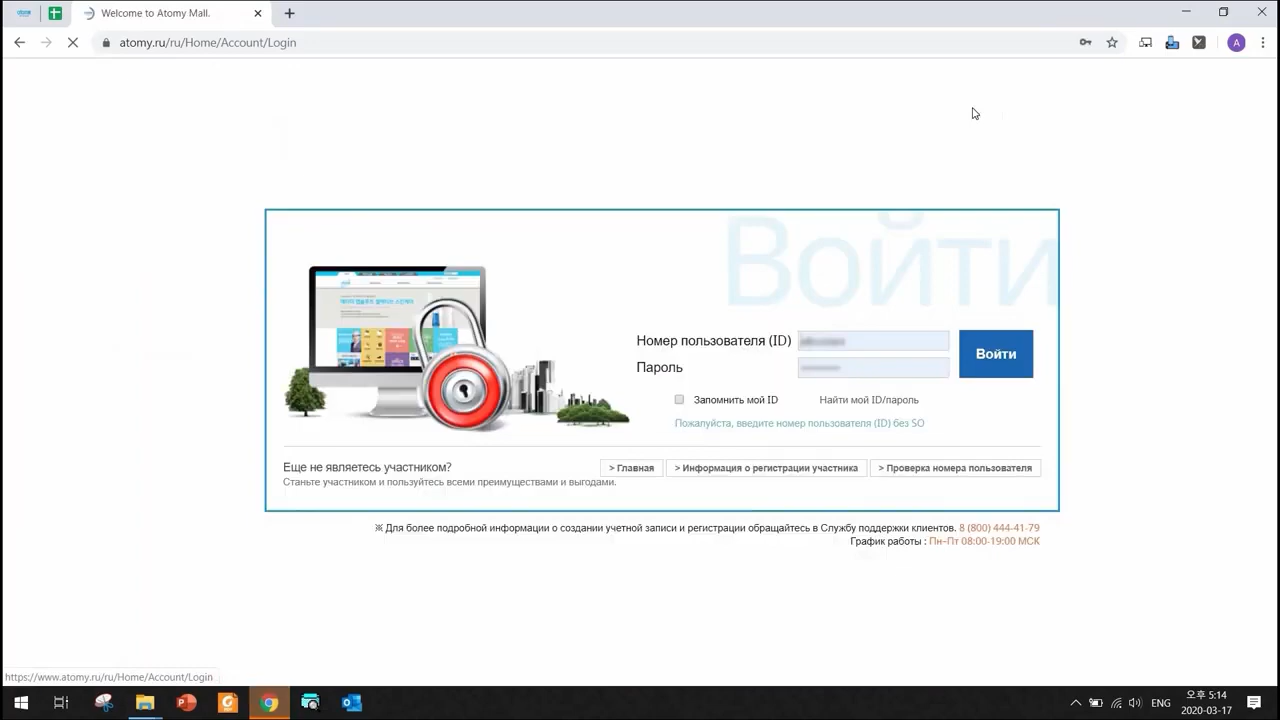 Welcome to Atomy Mall.
atomy.ru/ru/Home/Account/Login
A
Войти
Номер пользователя (ID)
Войти
Пароль
Запомнить мой ID
Найти мой ID/пароль
Пожалуйста, введите номер пользователя (ID) без SO
Еще не являетесь участником?
> Главная
> Информация о регистрации участника
> Проверка номера пользователя
Станьте участником и пользуйтесь всеми преимуществами и выгодами.
※ Для более подробной информации о создании учетной записи и регистрации обращайтесь в Службу поддержки клиентов. 8 (800) 444-41-79
График работы : Пн-Пт 08:00-19:00 МСК
https://www.atomy.ru/ru/Home/Account/Login
ENG
오후 5:14
2020-03-17